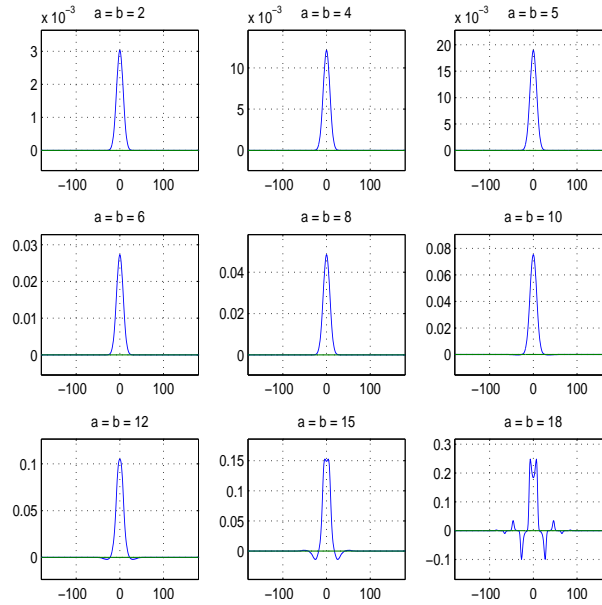 x 10⁻³ a = b = 2
3
2
1
0
−100 0 100
x 10⁻³ a = b = 4
10
5
0
−100 0 100
x 10⁻³ a = b = 5
20
15
10
5
0
−100 0 100
a = b = 6
0.03
0.02
0.01
0
−100 0 100
a = b = 8
0.04
0.02
0
−100 0 100
a = b = 10
0.08
0.06
0.04
0.02
0
−100 0 100
a = b = 12
0.1
0.05
0
−100 0 100
a = b = 15
0.15
0.1
0.05
0
−100 0 100
a = b = 18
0.3
0.2
0.1
0
−0.1
−100 0 100